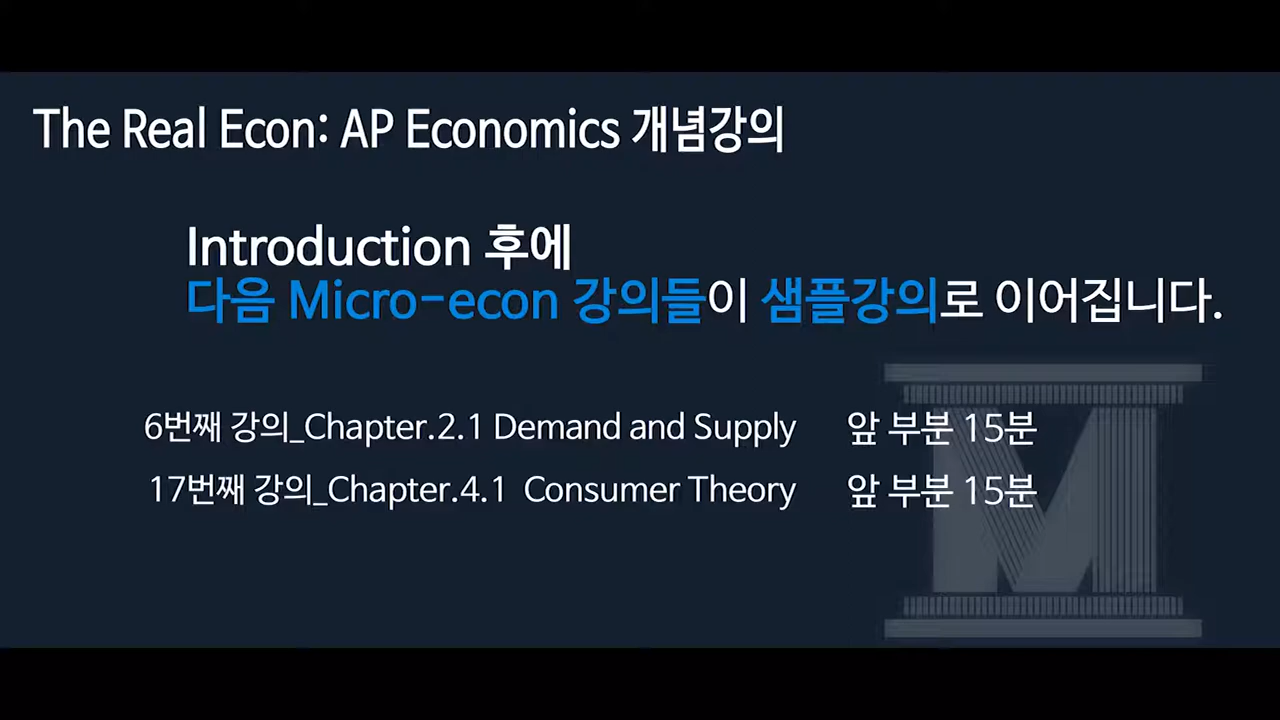 The Real Econ: AP Economics 개념강의
Introduction 후에
다음 Micro-econ 강의들이 샘플강의로 이어집니다.
6번째 강의_Chapter.2.1 Demand and Supply 앞 부분 15분
17번째 강의_Chapter.4.1 Consumer Theory 앞 부분 15분